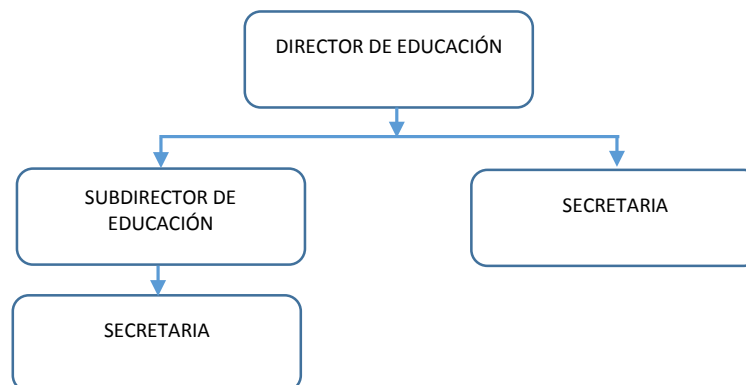 DIRECTOR DE EDUCACIÓN
SUBDIRECTOR DE
EDUCACIÓN
SECRETARIA
SECRETARIA